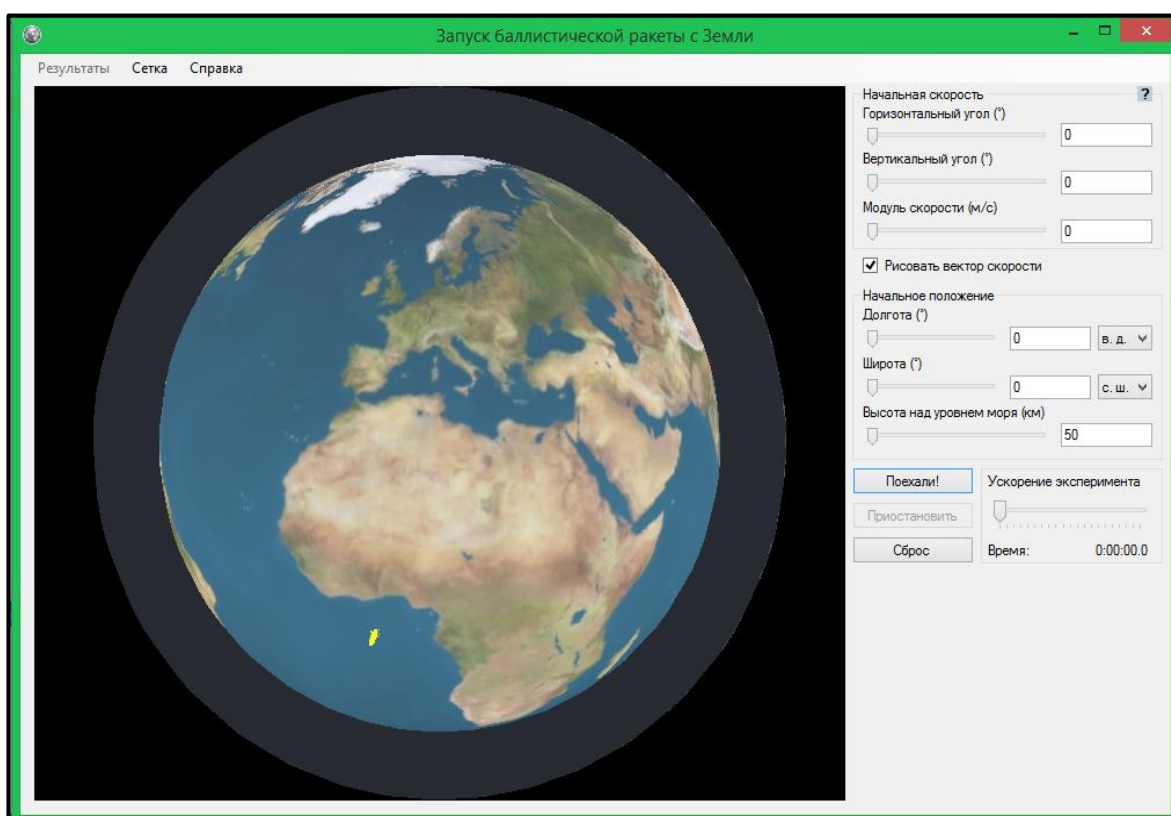 Запуск баллистической ракеты с Земли
Результаты Сетка Справка
Начальная скорость ?
Горизонтальный угол (°)
0
Вертикальный угол (°)
0
Модуль скорости (м/с)
0
Рисовать вектор скорости
Начальное положение
Долгота (°)
0 в. д.
Широта (°)
0 с. ш.
Высота над уровнем моря (км)
50
Поехали! Ускорение эксперимента
Приостановить
Сброс Время: 0:00:00.0